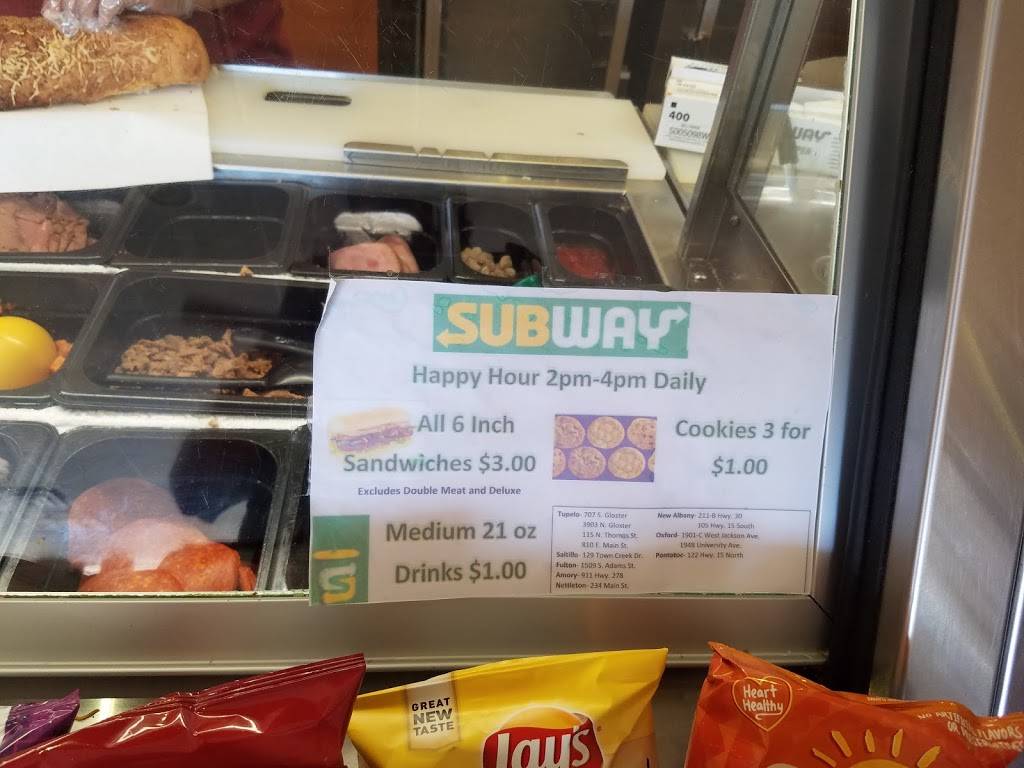 400
SUBWAY
Happy Hour 2pm-4pm Daily
All 6 Inch
Sandwiches $3.00
Excludes Double Meat and Deluxe
Cookies 3 for
$1.00
Medium 21 oz
Drinks $1.00
Tupelo- 707 S. Gloster
3903 N. Gloster
115 N. Thomas St.
810 E. Main St.
Saltillo- 129 Town Creek Dr.
Fulton- 1509 S. Adams St.
Amory- 911 Hwy. 278
Nettleton- 234 Main St.
New Albany- 211-B Hwy. 30
Hwy. 15 South
Oxford- 1901-C West Jackson Ave.
1948 University Ave.
Pontotoc- 122 Hwy. 15 North
GREAT
NEW
TASTE
Lay's
Heart
Healthy
NO
FLAVORS